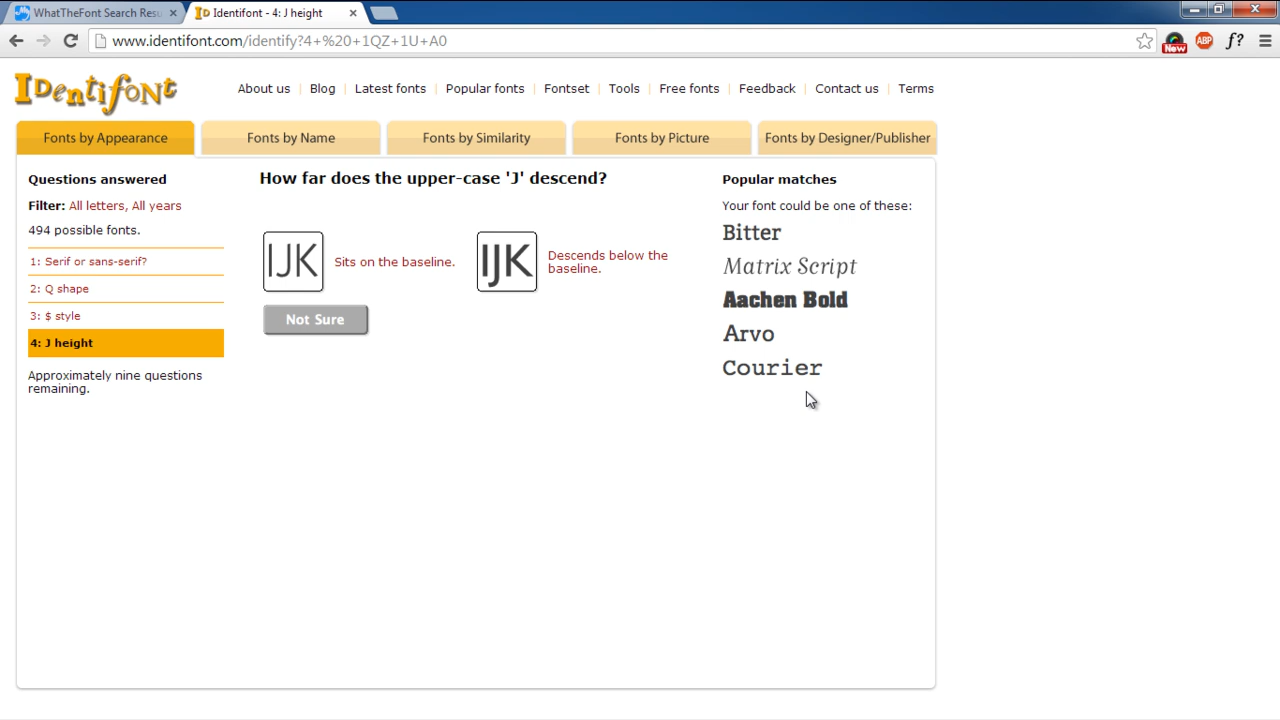 WhatTheFont Search Resu
Identifont - 4: J height
www.identifont.com/identify?4+%20+1QZ+1U+A0
New
ABP
f?
Identifont
About us
Blog
Latest fonts
Popular fonts
Fontset
Tools
Free fonts
Feedback
Contact us
Terms
Fonts by Appearance
Fonts by Name
Fonts by Similarity
Fonts by Picture
Fonts by Designer/Publisher
Questions answered
Filter: All letters, All years
494 possible fonts.
1: Serif or sans-serif?
2: Q shape
3: $ style
4: J height
Approximately nine questions
remaining.
How far does the upper-case 'J' descend?
IJK
Sits on the baseline.
IJK
Descends below the
baseline.
Not Sure
Popular matches
Your font could be one of these:
Bitter
Matrix Script
Aachen Bold
Arvo
Courier